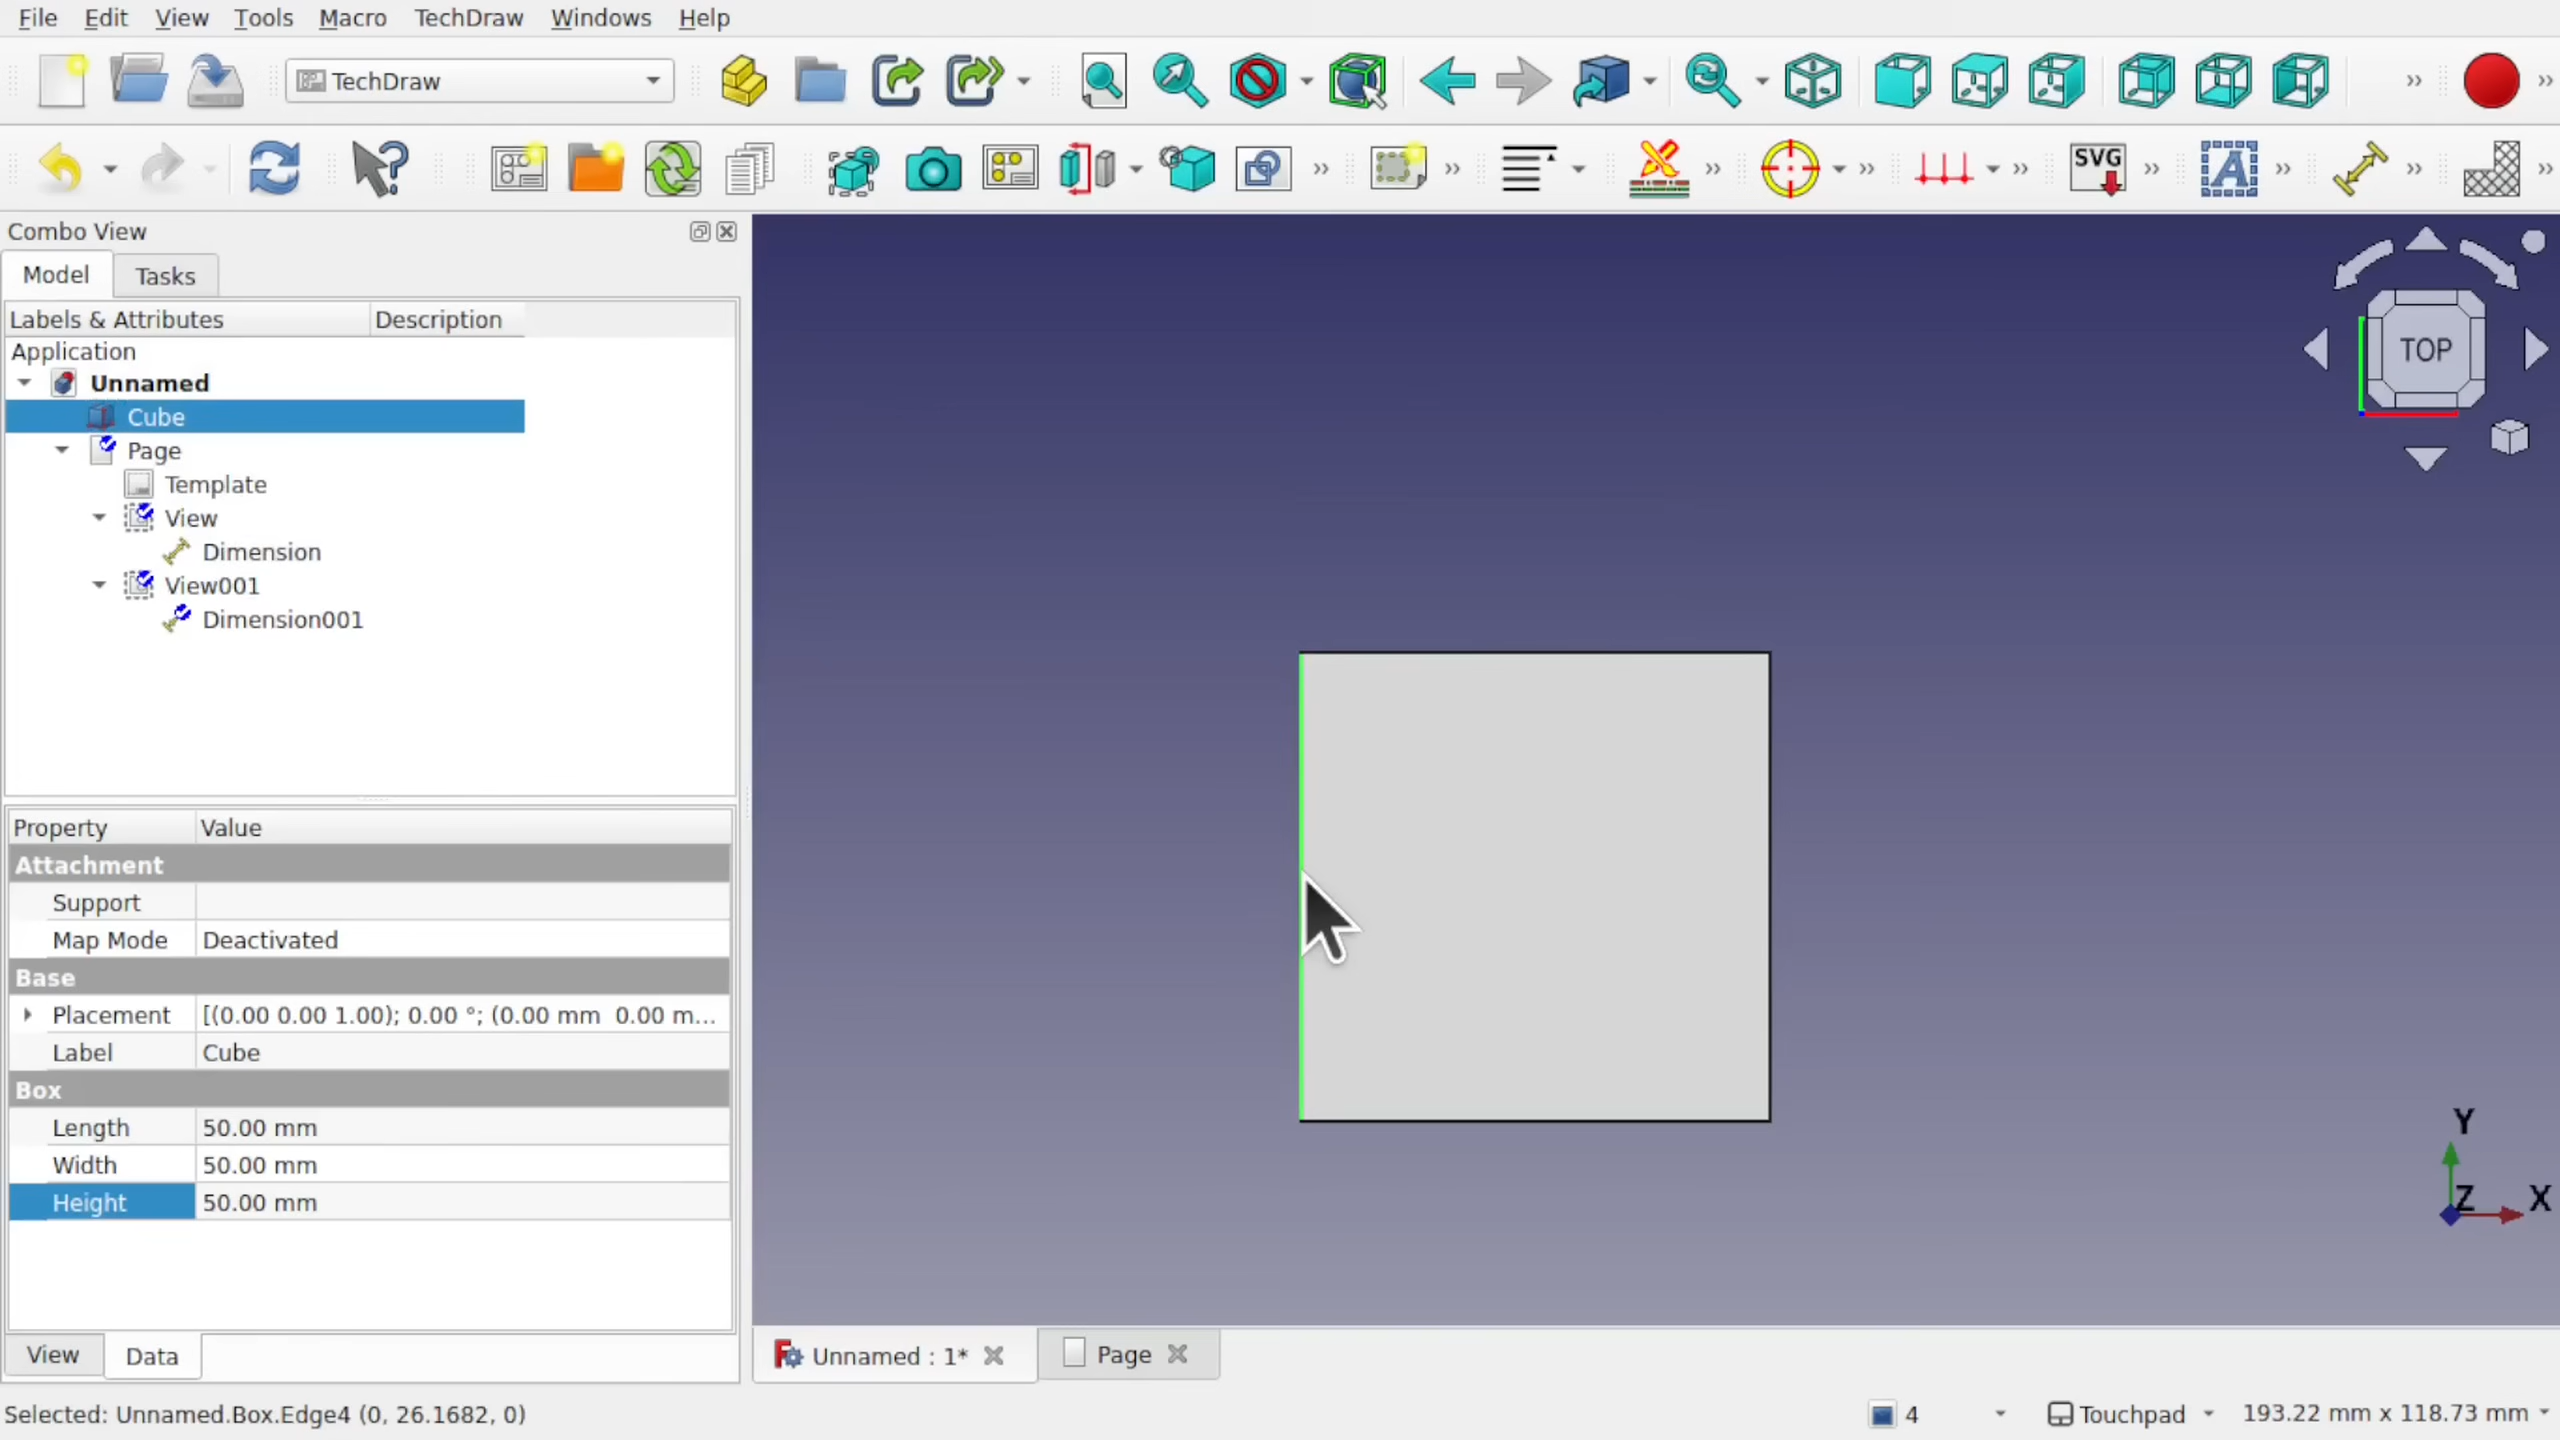 File Edit View Tools Macro TechDraw Windows Help
TechDraw
SVG
A
Combo View
Model Tasks
Labels & Attributes Description
Application
Unnamed
Cube
Page
Template
View
Dimension
View001
Dimension001
TOP
Property Value
Attachment
Support
Map Mode Deactivated
Base
Placement [(0.00 0.00 1.00); 0.00 °; (0.00 mm 0.00 m...
Label Cube
Box
Length 50.00 mm
Width 50.00 mm
Height 50.00 mm
Y
Z X
View Data
Unnamed : 1* Page
Selected: Unnamed.Box.Edge4 (0, 26.1682, 0) 4 Touchpad 193.22 mm x 118.73 mm